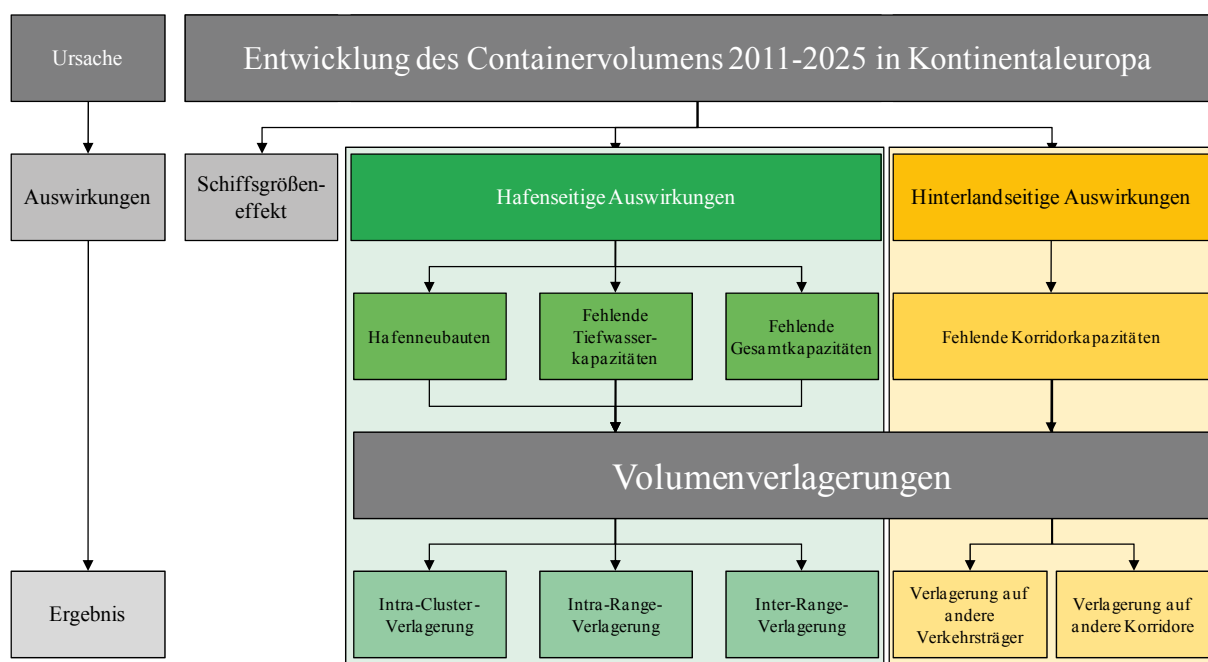 Ursache
Entwicklung des Containervolumens 2011-2025 in Kontinentaleuropa
Auswirkungen
Schiffsgrößen-
effekt
Hafenseitige Auswirkungen
Hinterlandseitige Auswirkungen
Hafenneubauten
Fehlende
Tiefwasser-
kapazitäten
Fehlende
Gesamtkapazitäten
Fehlende Korridorkapazitäten
Volumenverlagerungen
Ergebnis
Intra-Cluster-
Verlagerung
Intra-Range-
Verlagerung
Inter-Range-
Verlagerung
Verlagerung auf
andere
Verkehrsträger
Verlagerung auf
andere Korridore